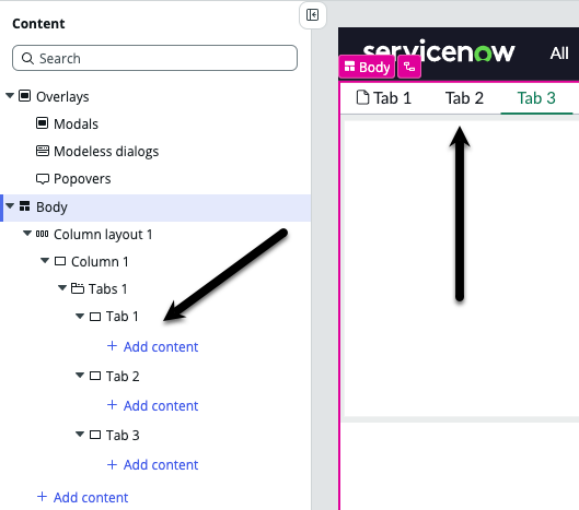 Content
Search
Overlays
Modals
Modeless dialogs
Popovers
Body
Column layout 1
Column 1
Tabs 1
Tab 1
+ Add content
Tab 2
+ Add content
Tab 3
+ Add content
+ Add content
servicenow All
Body
Tab 1 Tab 2 Tab 3